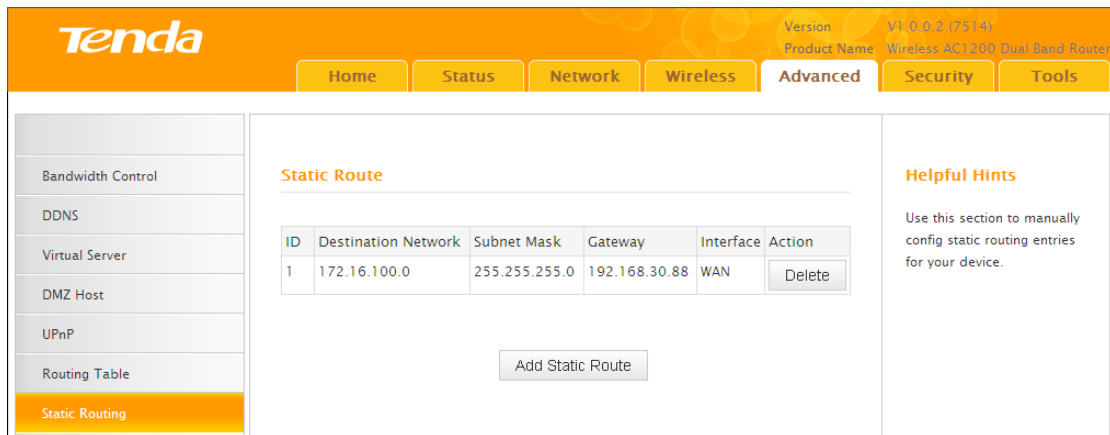 Tenda
Version V1.0.0.2 (7514)
Product Name Wireless AC1200 Dual Band Router
Home Status Network Wireless Advanced Security Tools
Bandwidth Control
DDNS
Virtual Server
DMZ Host
UPnP
Routing Table
Static Routing
Static Route
ID Destination Network Subnet Mask Gateway Interface Action
1 172.16.100.0 255.255.255.0 192.168.30.88 WAN Delete
Add Static Route
Helpful Hints
Use this section to manually
config static routing entries
for your device.